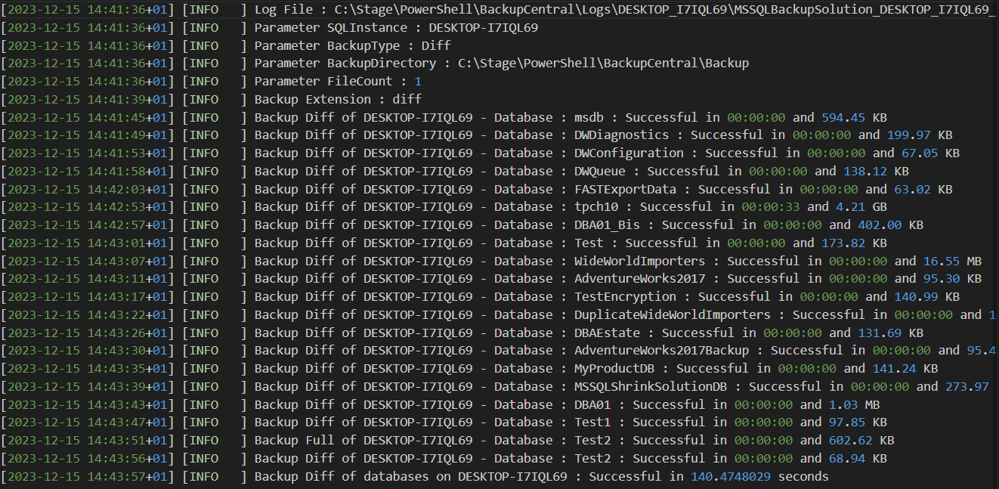 [2023-12-15 14:41:36+01] [INFO   ] Log File : C:\Stage\PowerShell\BackupCentral\Logs\DESKTOP_I7IQL69\MSSQLBackupSolution_DESKTOP_I7IQL69_
[2023-12-15 14:41:36+01] [INFO   ] Parameter SQLInstance : DESKTOP-I7IQL69
[2023-12-15 14:41:36+01] [INFO   ] Parameter BackupType : Diff
[2023-12-15 14:41:36+01] [INFO   ] Parameter BackupDirectory : C:\Stage\PowerShell\BackupCentral\Backup
[2023-12-15 14:41:36+01] [INFO   ] Parameter FileCount : 1
[2023-12-15 14:41:39+01] [INFO   ] Backup Extension : diff
[2023-12-15 14:41:45+01] [INFO   ] Backup Diff of DESKTOP-I7IQL69 - Database : msdb : Successful in 00:00:00 and 594.45 KB
[2023-12-15 14:41:49+01] [INFO   ] Backup Diff of DESKTOP-I7IQL69 - Database : DWDiagnostics : Successful in 00:00:00 and 199.97 KB
[2023-12-15 14:41:53+01] [INFO   ] Backup Diff of DESKTOP-I7IQL69 - Database : DWConfiguration : Successful in 00:00:00 and 67.05 KB
[2023-12-15 14:41:58+01] [INFO   ] Backup Diff of DESKTOP-I7IQL69 - Database : DWQueue : Successful in 00:00:00 and 138.12 KB
[2023-12-15 14:42:03+01] [INFO   ] Backup Diff of DESKTOP-I7IQL69 - Database : FASTExportData : Successful in 00:00:00 and 63.02 KB
[2023-12-15 14:42:53+01] [INFO   ] Backup Diff of DESKTOP-I7IQL69 - Database : tpch10 : Successful in 00:00:33 and 4.21 GB
[2023-12-15 14:42:57+01] [INFO   ] Backup Diff of DESKTOP-I7IQL69 - Database : DBA01_Bis : Successful in 00:00:00 and 402.00 KB
[2023-12-15 14:43:01+01] [INFO   ] Backup Diff of DESKTOP-I7IQL69 - Database : Test : Successful in 00:00:00 and 173.82 KB
[2023-12-15 14:43:07+01] [INFO   ] Backup Diff of DESKTOP-I7IQL69 - Database : WideWorldImporters : Successful in 00:00:00 and 16.55 MB
[2023-12-15 14:43:11+01] [INFO   ] Backup Diff of DESKTOP-I7IQL69 - Database : AdventureWorks2017 : Successful in 00:00:00 and 95.30 KB
[2023-12-15 14:43:17+01] [INFO   ] Backup Diff of DESKTOP-I7IQL69 - Database : TestEncryption : Successful in 00:00:00 and 140.99 KB
[2023-12-15 14:43:22+01] [INFO   ] Backup Diff of DESKTOP-I7IQL69 - Database : DuplicateWideWorldImporters : Successful in 00:00:00 and 1
[2023-12-15 14:43:26+01] [INFO   ] Backup Diff of DESKTOP-I7IQL69 - Database : DBAEstate : Successful in 00:00:00 and 131.69 KB
[2023-12-15 14:43:30+01] [INFO   ] Backup Diff of DESKTOP-I7IQL69 - Database : AdventureWorks2017Backup : Successful in 00:00:00 and 95.4
[2023-12-15 14:43:35+01] [INFO   ] Backup Diff of DESKTOP-I7IQL69 - Database : MyProductDB : Successful in 00:00:00 and 141.24 KB
[2023-12-15 14:43:39+01] [INFO   ] Backup Diff of DESKTOP-I7IQL69 - Database : MSSQLShrinkSolutionDB : Successful in 00:00:00 and 273.97
[2023-12-15 14:43:43+01] [INFO   ] Backup Diff of DESKTOP-I7IQL69 - Database : DBA01 : Successful in 00:00:00 and 1.03 MB
[2023-12-15 14:43:47+01] [INFO   ] Backup Diff of DESKTOP-I7IQL69 - Database : Test1 : Successful in 00:00:00 and 97.85 KB
[2023-12-15 14:43:51+01] [INFO   ] Backup Full of DESKTOP-I7IQL69 - Database : Test2 : Successful in 00:00:00 and 602.62 KB
[2023-12-15 14:43:56+01] [INFO   ] Backup Diff of DESKTOP-I7IQL69 - Database : Test2 : Successful in 00:00:00 and 68.94 KB
[2023-12-15 14:43:57+01] [INFO   ] Backup Diff of databases on DESKTOP-I7IQL69 : Successful in 140.4748029 seconds